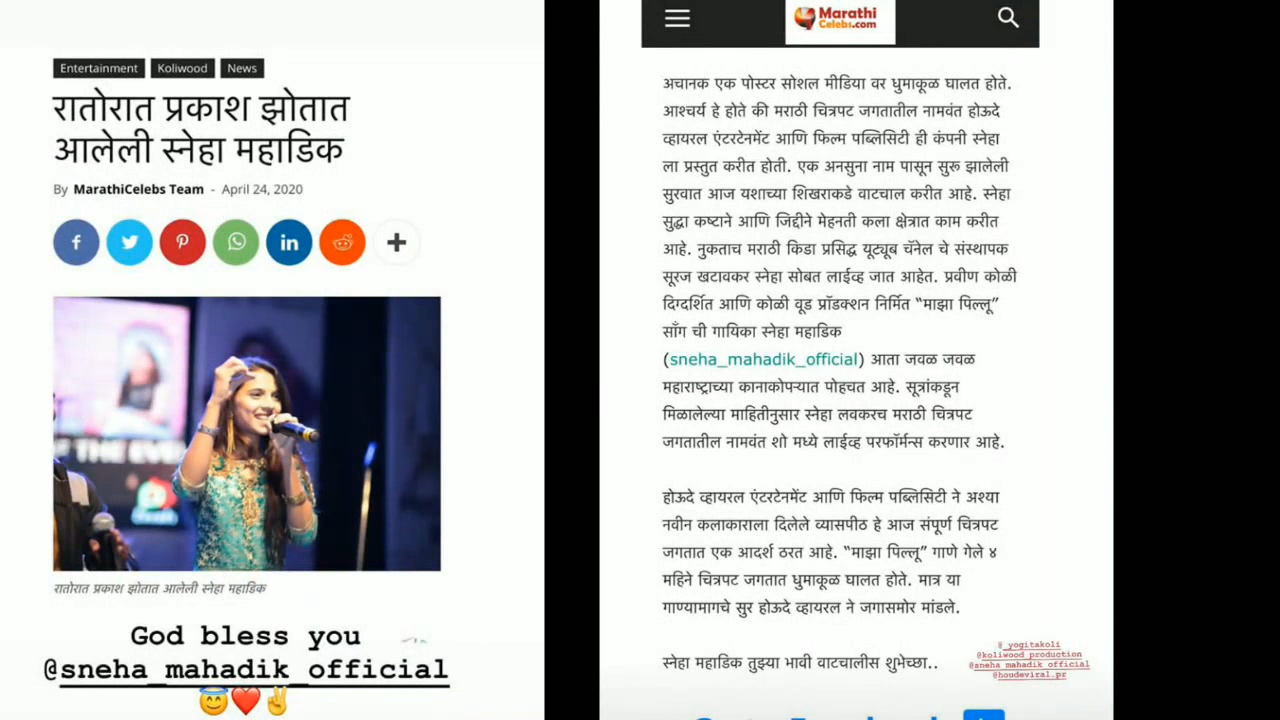 Entertainment Koliwood News
रातोरात प्रकाश झोतात
आलेली स्नेहा महाडिक
By MarathiCelebs Team - April 24, 2020
रातोरात प्रकाश झोतात आलेली स्नेहा महाडिक
God bless you
@sneha_mahadik_official
Marathi
Celebs.com
अचानक एक पोस्टर सोशल मीडिया वर धुमाकूळ घालत होते.
आश्चर्य हे होते की मराठी चित्रपट जगतातील नामवंत होऊदे
व्हायरल एंटरटेनमेंट आणि फिल्म पब्लिसिटी ही कंपनी स्नेहा
ला प्रस्तुत करीत होती. एक अनसुना नाम पासून सुरू झालेली
सुरवात आज यशाच्या शिखराकडे वाटचाल करीत आहे. स्नेहा
सुद्धा कष्टाने आणि जिद्दीने मेहनती कला क्षेत्रात काम करीत
आहे. नुकताच मराठी किडा प्रसिद्ध यूट्यूब चॅनेल चे संस्थापक
सूरज खटावकर स्नेहा सोबत लाईव्ह जात आहेत. प्रवीण कोळी
दिग्दर्शित आणि कोळी वूड प्रॉडक्शन निर्मित “माझा पिल्लू”
साँग ची गायिका स्नेहा महाडिक
(sneha_mahadik_official) आता जवळ जवळ
महाराष्ट्राच्या कानाकोपऱ्यात पोहचत आहे. सूत्रांकडून
मिळालेल्या माहितीनुसार स्नेहा लवकरच मराठी चित्रपट
जगतातील नामवंत शो मध्ये लाईव्ह परफॉर्मन्स करणार आहे.
होऊदे व्हायरल एंटरटेनमेंट आणि फिल्म पब्लिसिटी ने अश्या
नवीन कलाकाराला दिलेले व्यासपीठ हे आज संपूर्ण चित्रपट
जगतात एक आदर्श ठरत आहे. “माझा पिल्लू” गाणे गेले ४
महिने चित्रपट जगतात धुमाकूळ घालत होते. मात्र या
गाण्यामागचे सुर होऊदे व्हायरल ने जगासमोर मांडले.
स्नेहा महाडिक तुझ्या भावी वाटचालीस शुभेच्छा..
@_yogitakoli
@koliwood_production
@sneha_mahadik_official
@houdeviral.pr